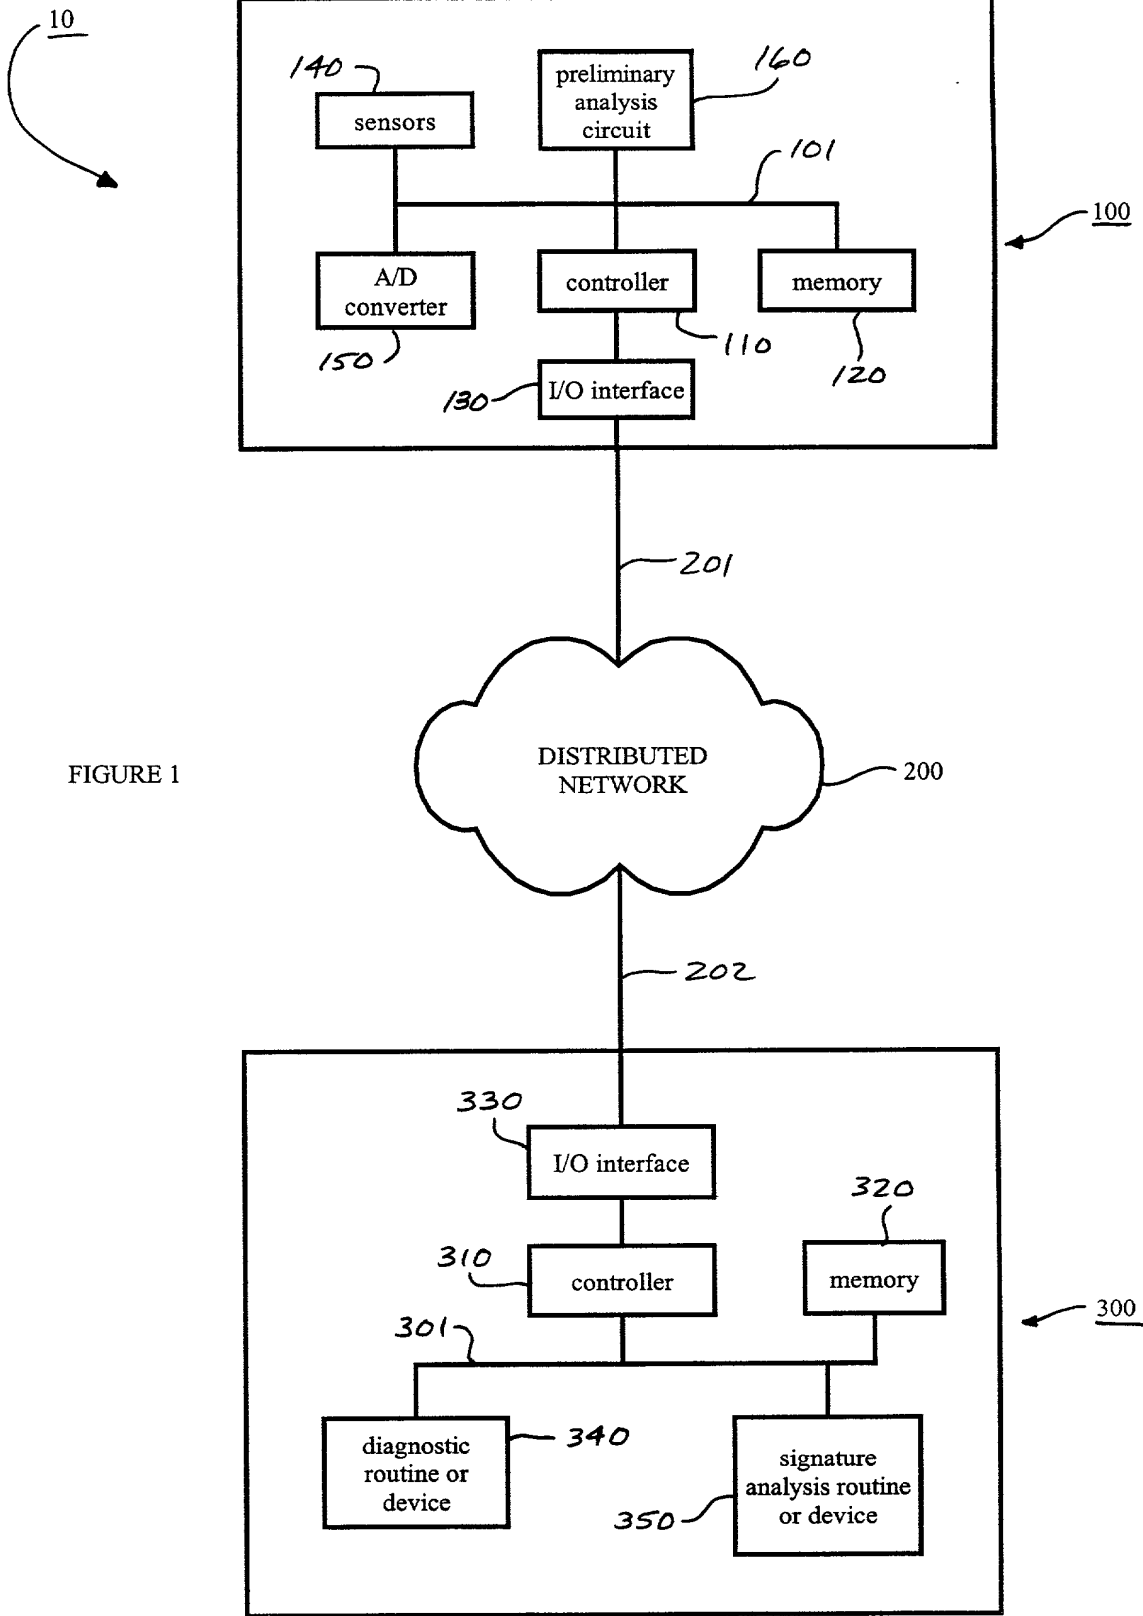 10
140
sensors
preliminary
analysis
circuit
160
101
100
A/D
converter
150
controller
110
memory
120
130
I/O interface
201
FIGURE 1
DISTRIBUTED
NETWORK
200
202
330
I/O interface
320
310
controller
memory
301
300
diagnostic
routine or
device
340
signature
analysis routine
or device
350